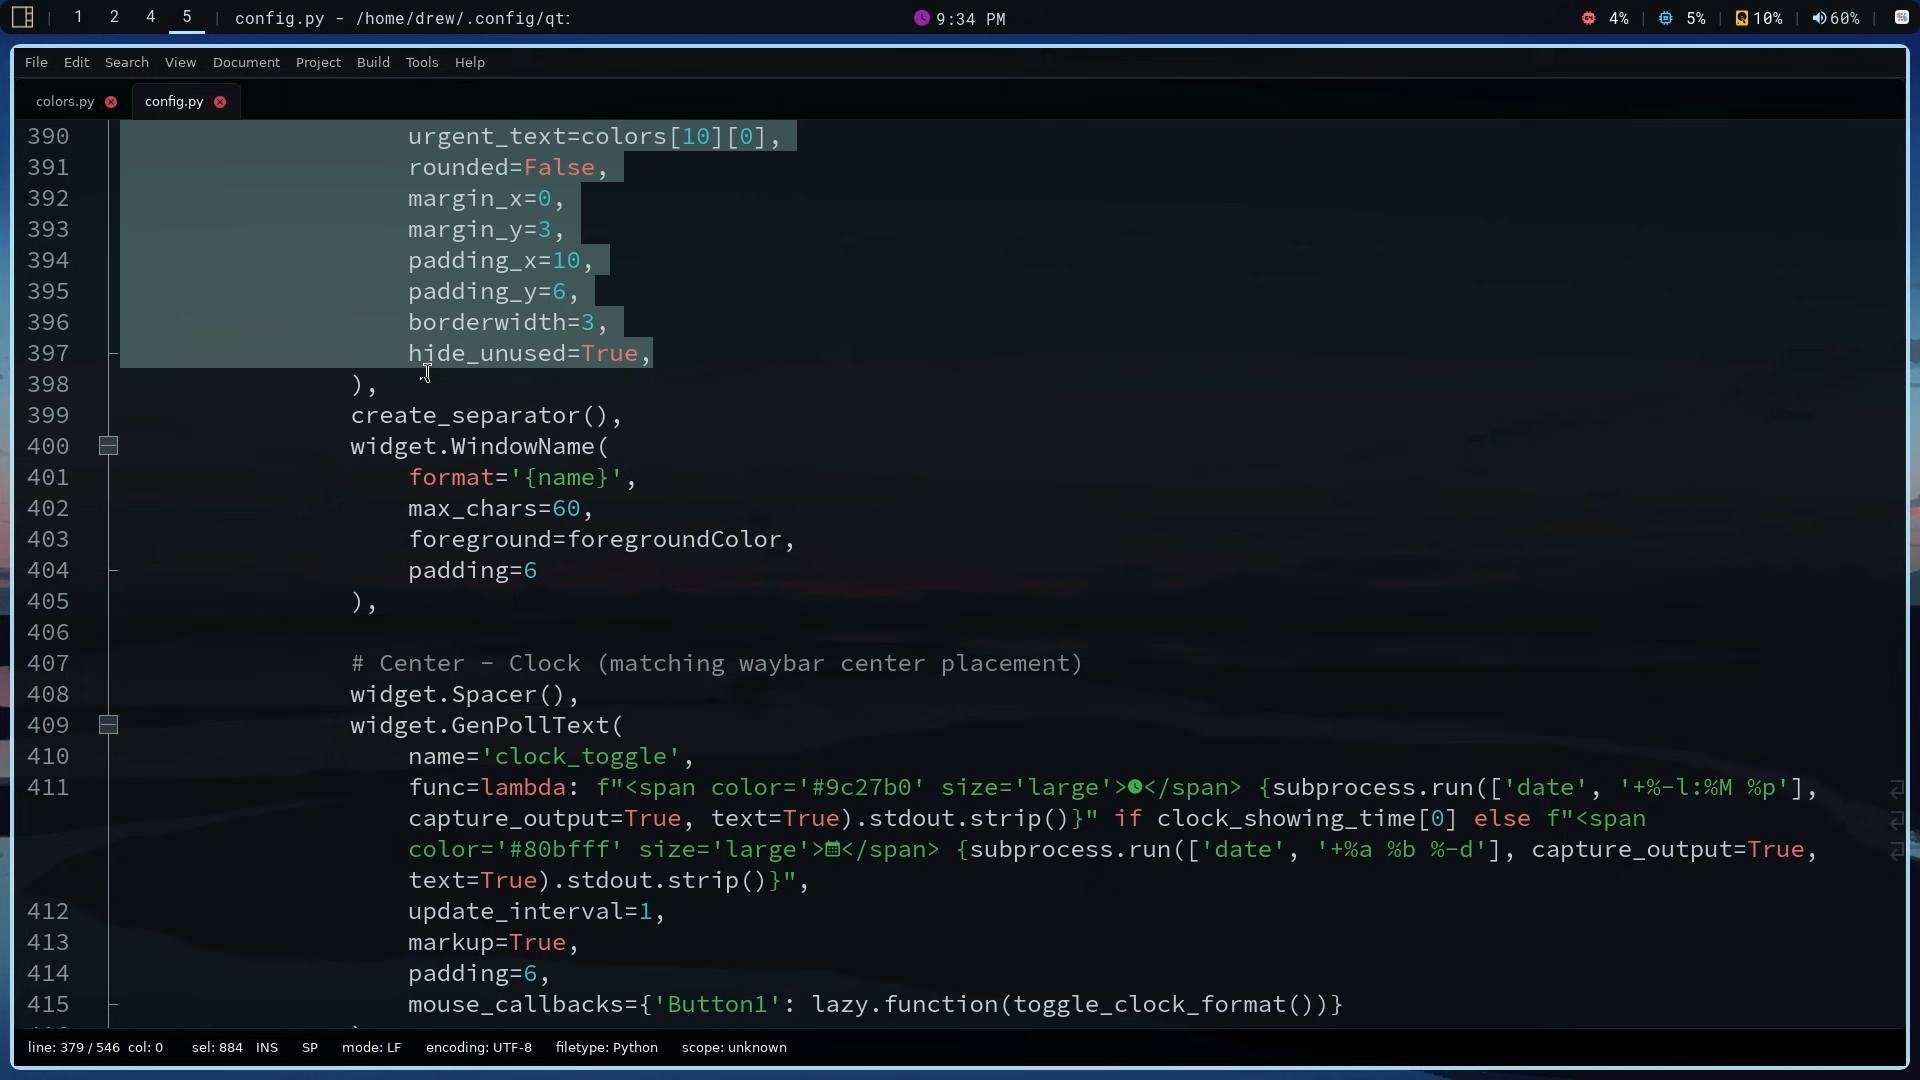 1 2 4 5 config.py - /home/drew/.config/qt: 9:34 PM 4% 5% 10% 60%
File Edit Search View Document Project Build Tools Help
colors.py config.py
390 urgent_text=colors[10][0],
391 rounded=False,
392 margin_x=0,
393 margin_y=3,
394 padding_x=10,
395 padding_y=6,
396 borderwidth=3,
397 hide_unused=True,
398 ),
399 create_separator(),
400 widget.WindowName(
401 format='{name}',
402 max_chars=60,
403 foreground=foregroundColor,
404 padding=6
405 ),
406
407 # Center - Clock (matching waybar center placement)
408 widget.Spacer(),
409 widget.GenPollText(
410 name='clock_toggle',
411 func=lambda: f"<span color='#9c27b0' size='large'></span> {subprocess.run(['date', '+%-l:%M %p'],
capture_output=True, text=True).stdout.strip()}" if clock_showing_time[0] else f"<span
color='#80bfff' size='large'></span> {subprocess.run(['date', '+%a %b %-d'], capture_output=True,
text=True).stdout.strip()}",
412 update_interval=1,
413 markup=True,
414 padding=6,
415 mouse_callbacks={'Button1': lazy.function(toggle_clock_format())}
line: 379 / 546 col: 0 sel: 884 INS SP mode: LF encoding: UTF-8 filetype: Python scope: unknown